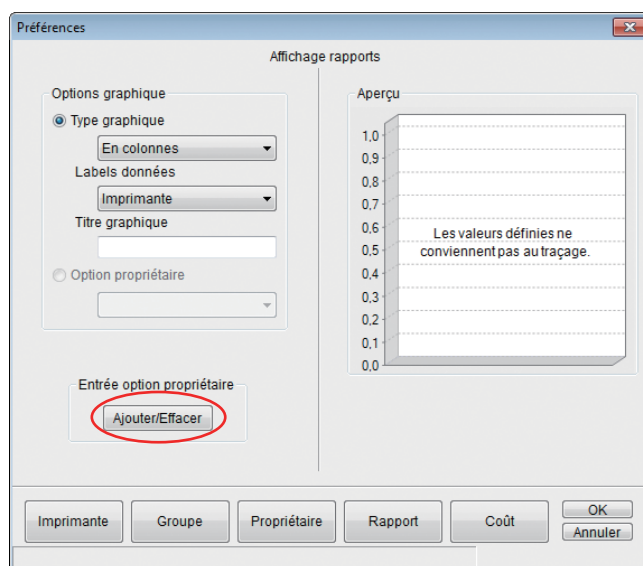 Préférences
Affichage rapports
Options graphique
Type graphique
En colonnes
Labels données
Imprimante
Titre graphique
Option propriétaire
Entrée option propriétaire
Ajouter/Effacer
Aperçu
1,0
0,9
0,8
0,7
0,6
0,5
0,4
0,3
0,2
0,1
0,0
Les valeurs définies ne
conviennent pas au traçage.
Imprimante
Groupe
Propriétaire
Rapport
Coût
OK
Annuler